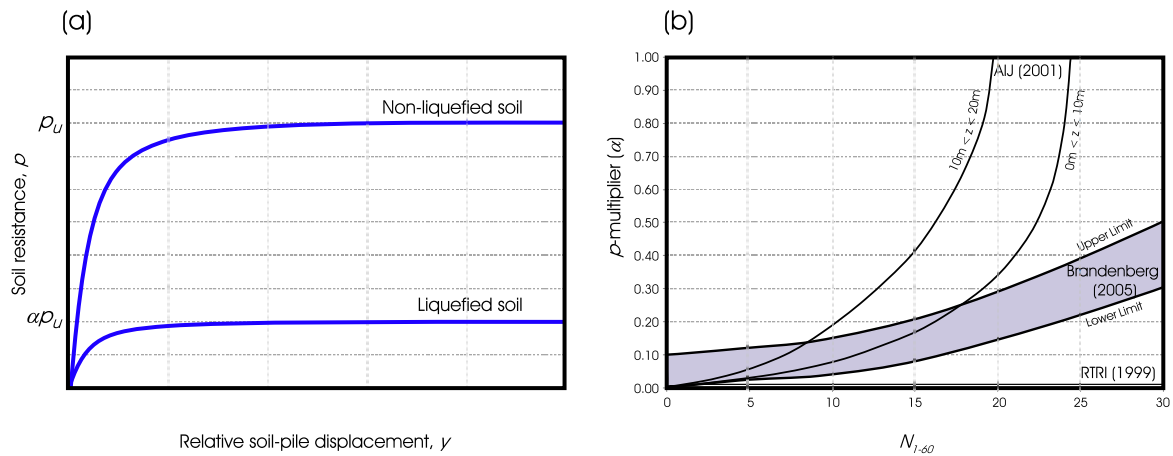 (a)
Non-liquefied soil
pu
Soil resistance, p
Liquefied soil
αpu
Relative soil-pile displacement, y
(b)
1.00
0.90
0.80
0.70
0.60
0.50
0.40
0.30
0.20
0.10
0.00
p-multiplier (α)
AIJ (2001)
10m < z < 20m
0m < z < 10m
Upper Limit
Brandenberg
(2005)
Lower Limit
RTRI (1999)
0
5
10
15
20
25
30
N1-60